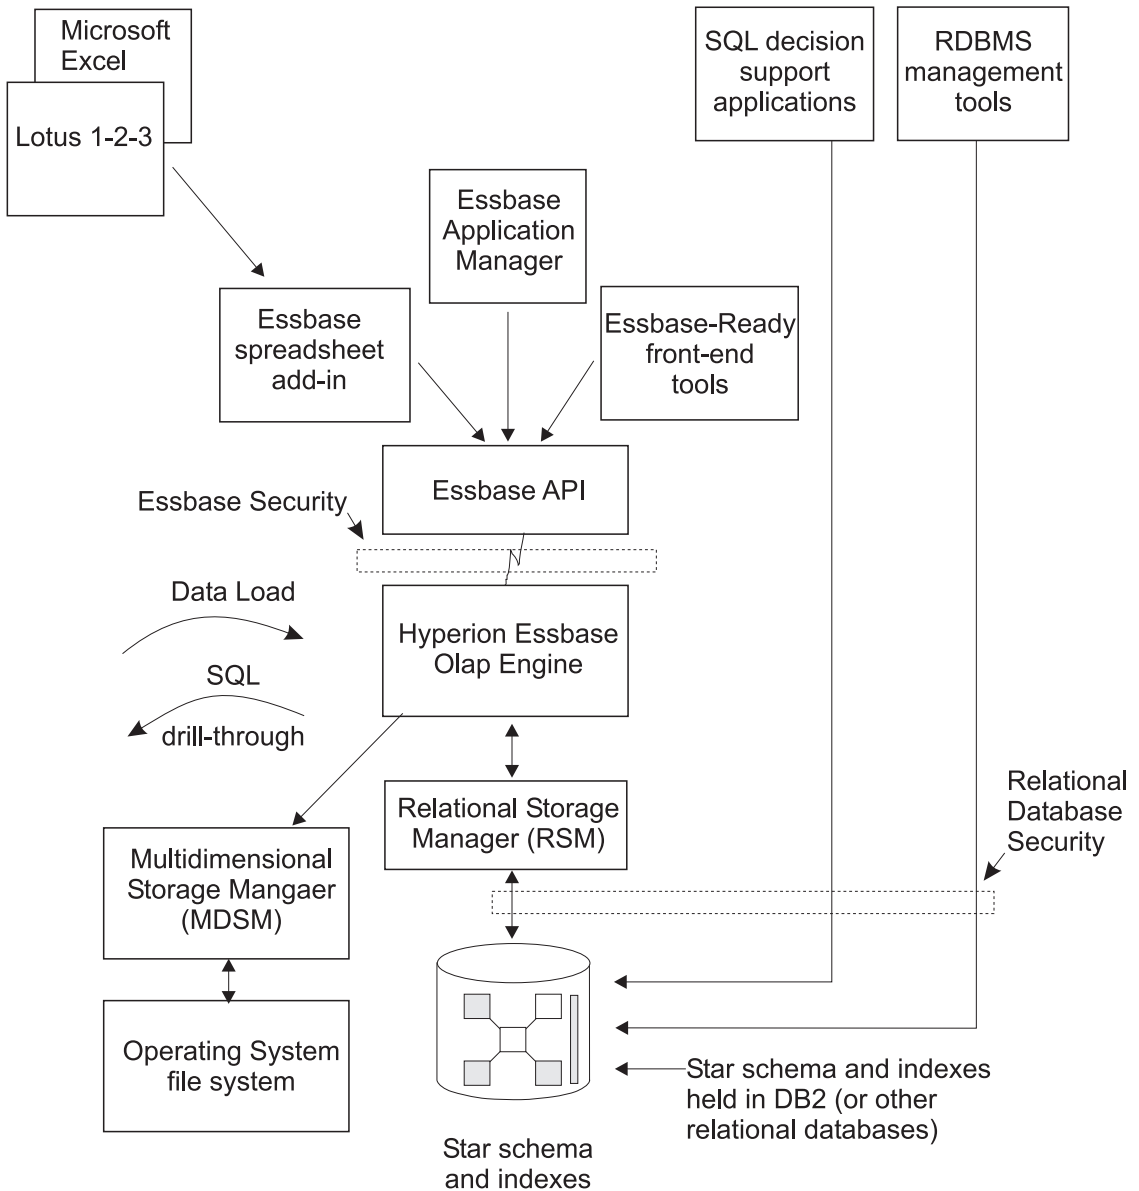 Microsoft
Excel
Lotus 1-2-3
SQL decision
support
applications
RDBMS
management
tools
Essbase
Application
Manager
Essbase
spreadsheet
add-in
Essbase-Ready
front-end
tools
Essbase API
Essbase Security
Data Load
SQL
drill-through
Hyperion Essbase
Olap Engine
Relational Storage
Manager (RSM)
Relational
Database
Security
Multidimensional
Storage Mangaer
(MDSM)
Operating System
file system
Star schema and indexes
held in DB2 (or other
relational databases)
Star schema
and indexes